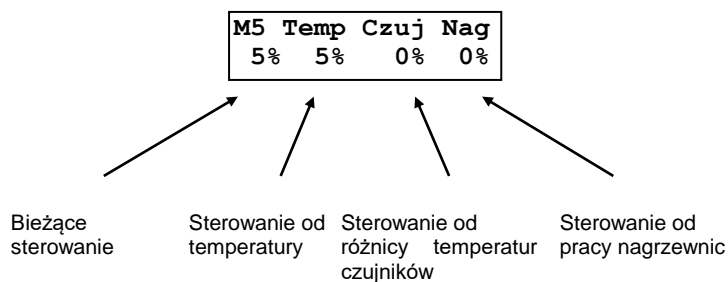 M5 Temp Czuj Nag
5% 5% 0% 0%
Bieżące
sterowanie
Sterowanie od
temperatury
Sterowanie od
różnicy temperatur
czujników
Sterowanie od
pracy nagrzewnic